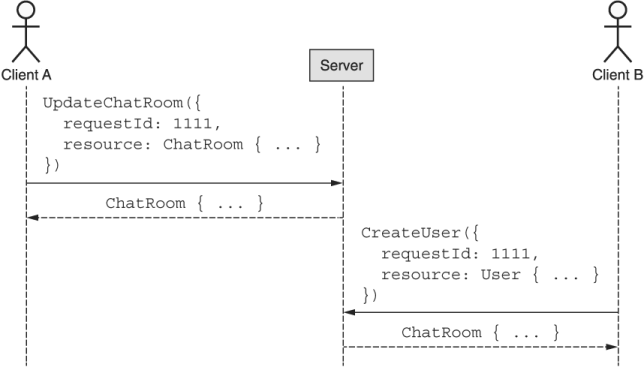 Client A
Server
Client B
UpdateChatRoom({
requestId: 1111,
resource: ChatRoom { ... }
})
ChatRoom { ... }
CreateUser({
requestId: 1111,
resource: User { ... }
})
ChatRoom { ... }